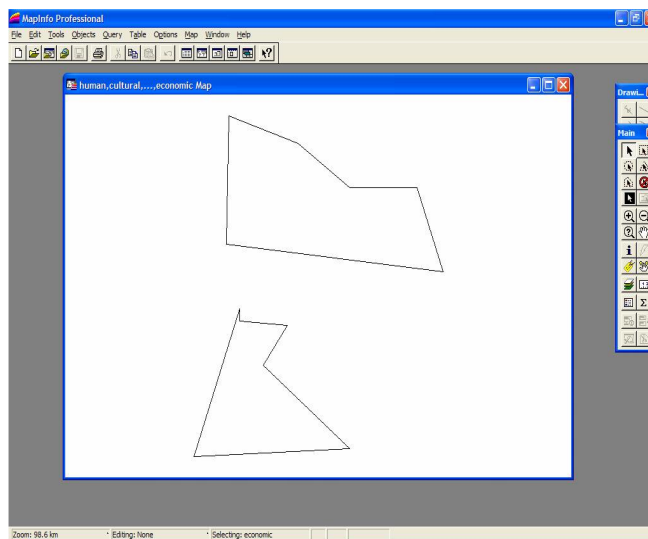 MapInfo Professional
File Edit Tools Objects Query Table Options Map Window Help
human,cultural,...,economic Map
Drawi...
Main
Zoom: 98.6 km
Editing: None
Selecting: economic